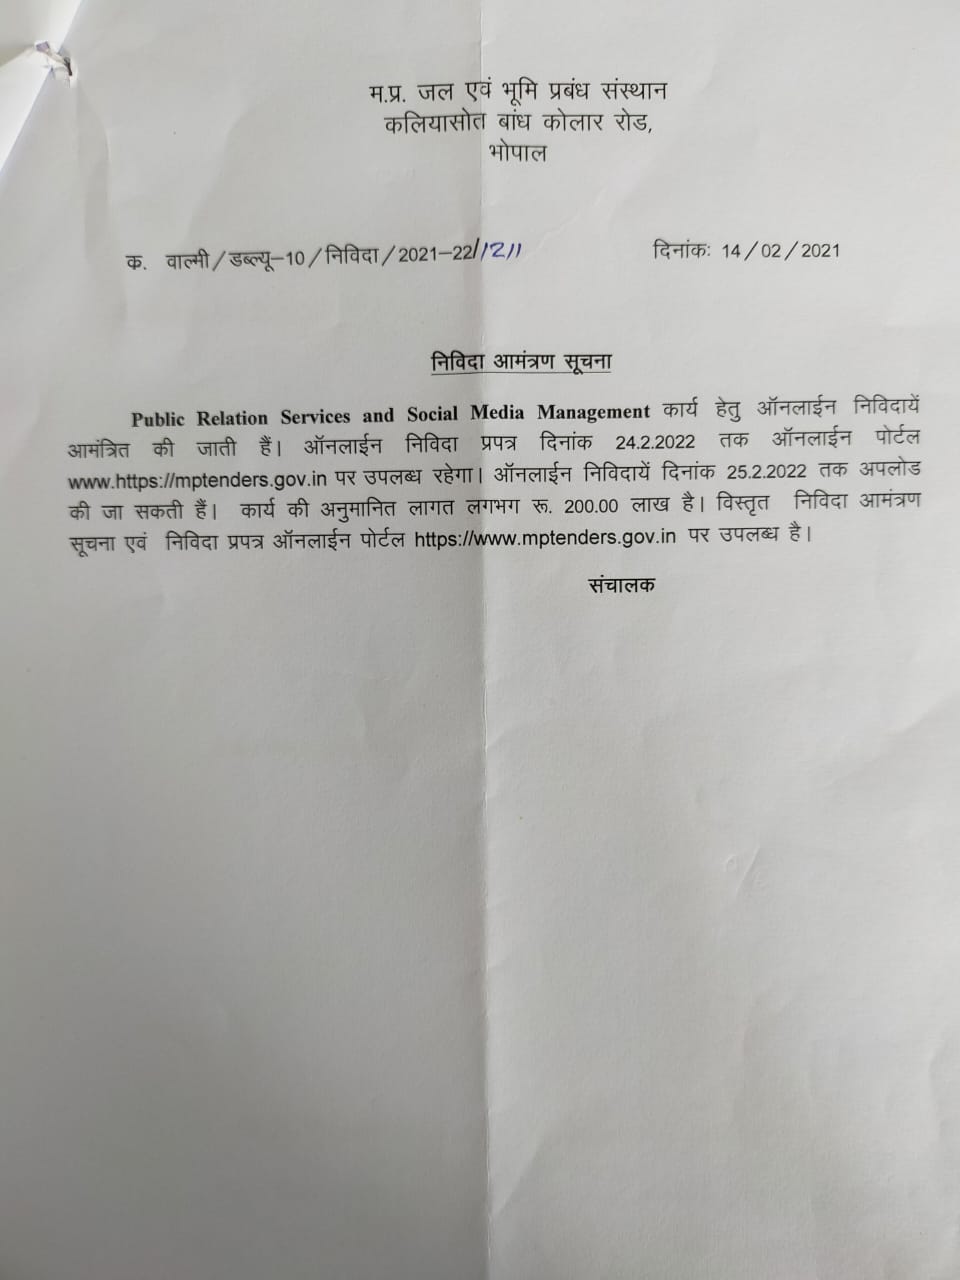 म.प्र. जल एवं भूमि प्रबंध संस्थान
कलियासोत बांध कोलार रोड,
भोपाल
क. वाल्मी/डब्ल्यू-10/निविदा/2021-22/1211 दिनांकः 14/02/2021
निविदा आमंत्रण सूचना
Public Relation Services and Social Media Management कार्य हेतु ऑनलाईन निविदायें
आमंत्रित की जाती हैं। ऑनलाईन निविदा प्रपत्र दिनांक 24.2.2022 तक ऑनलाईन पोर्टल
www.https://mptenders.gov.in पर उपलब्ध रहेगा। ऑनलाईन निविदायें दिनांक 25.2.2022 तक अपलोड
की जा सकती हैं। कार्य की अनुमानित लागत लगभग रू. 200.00 लाख है। विस्तृत निविदा आमंत्रण
सूचना एवं निविदा प्रपत्र ऑनलाईन पोर्टल https://www.mptenders.gov.in पर उपलब्ध है।
संचालक